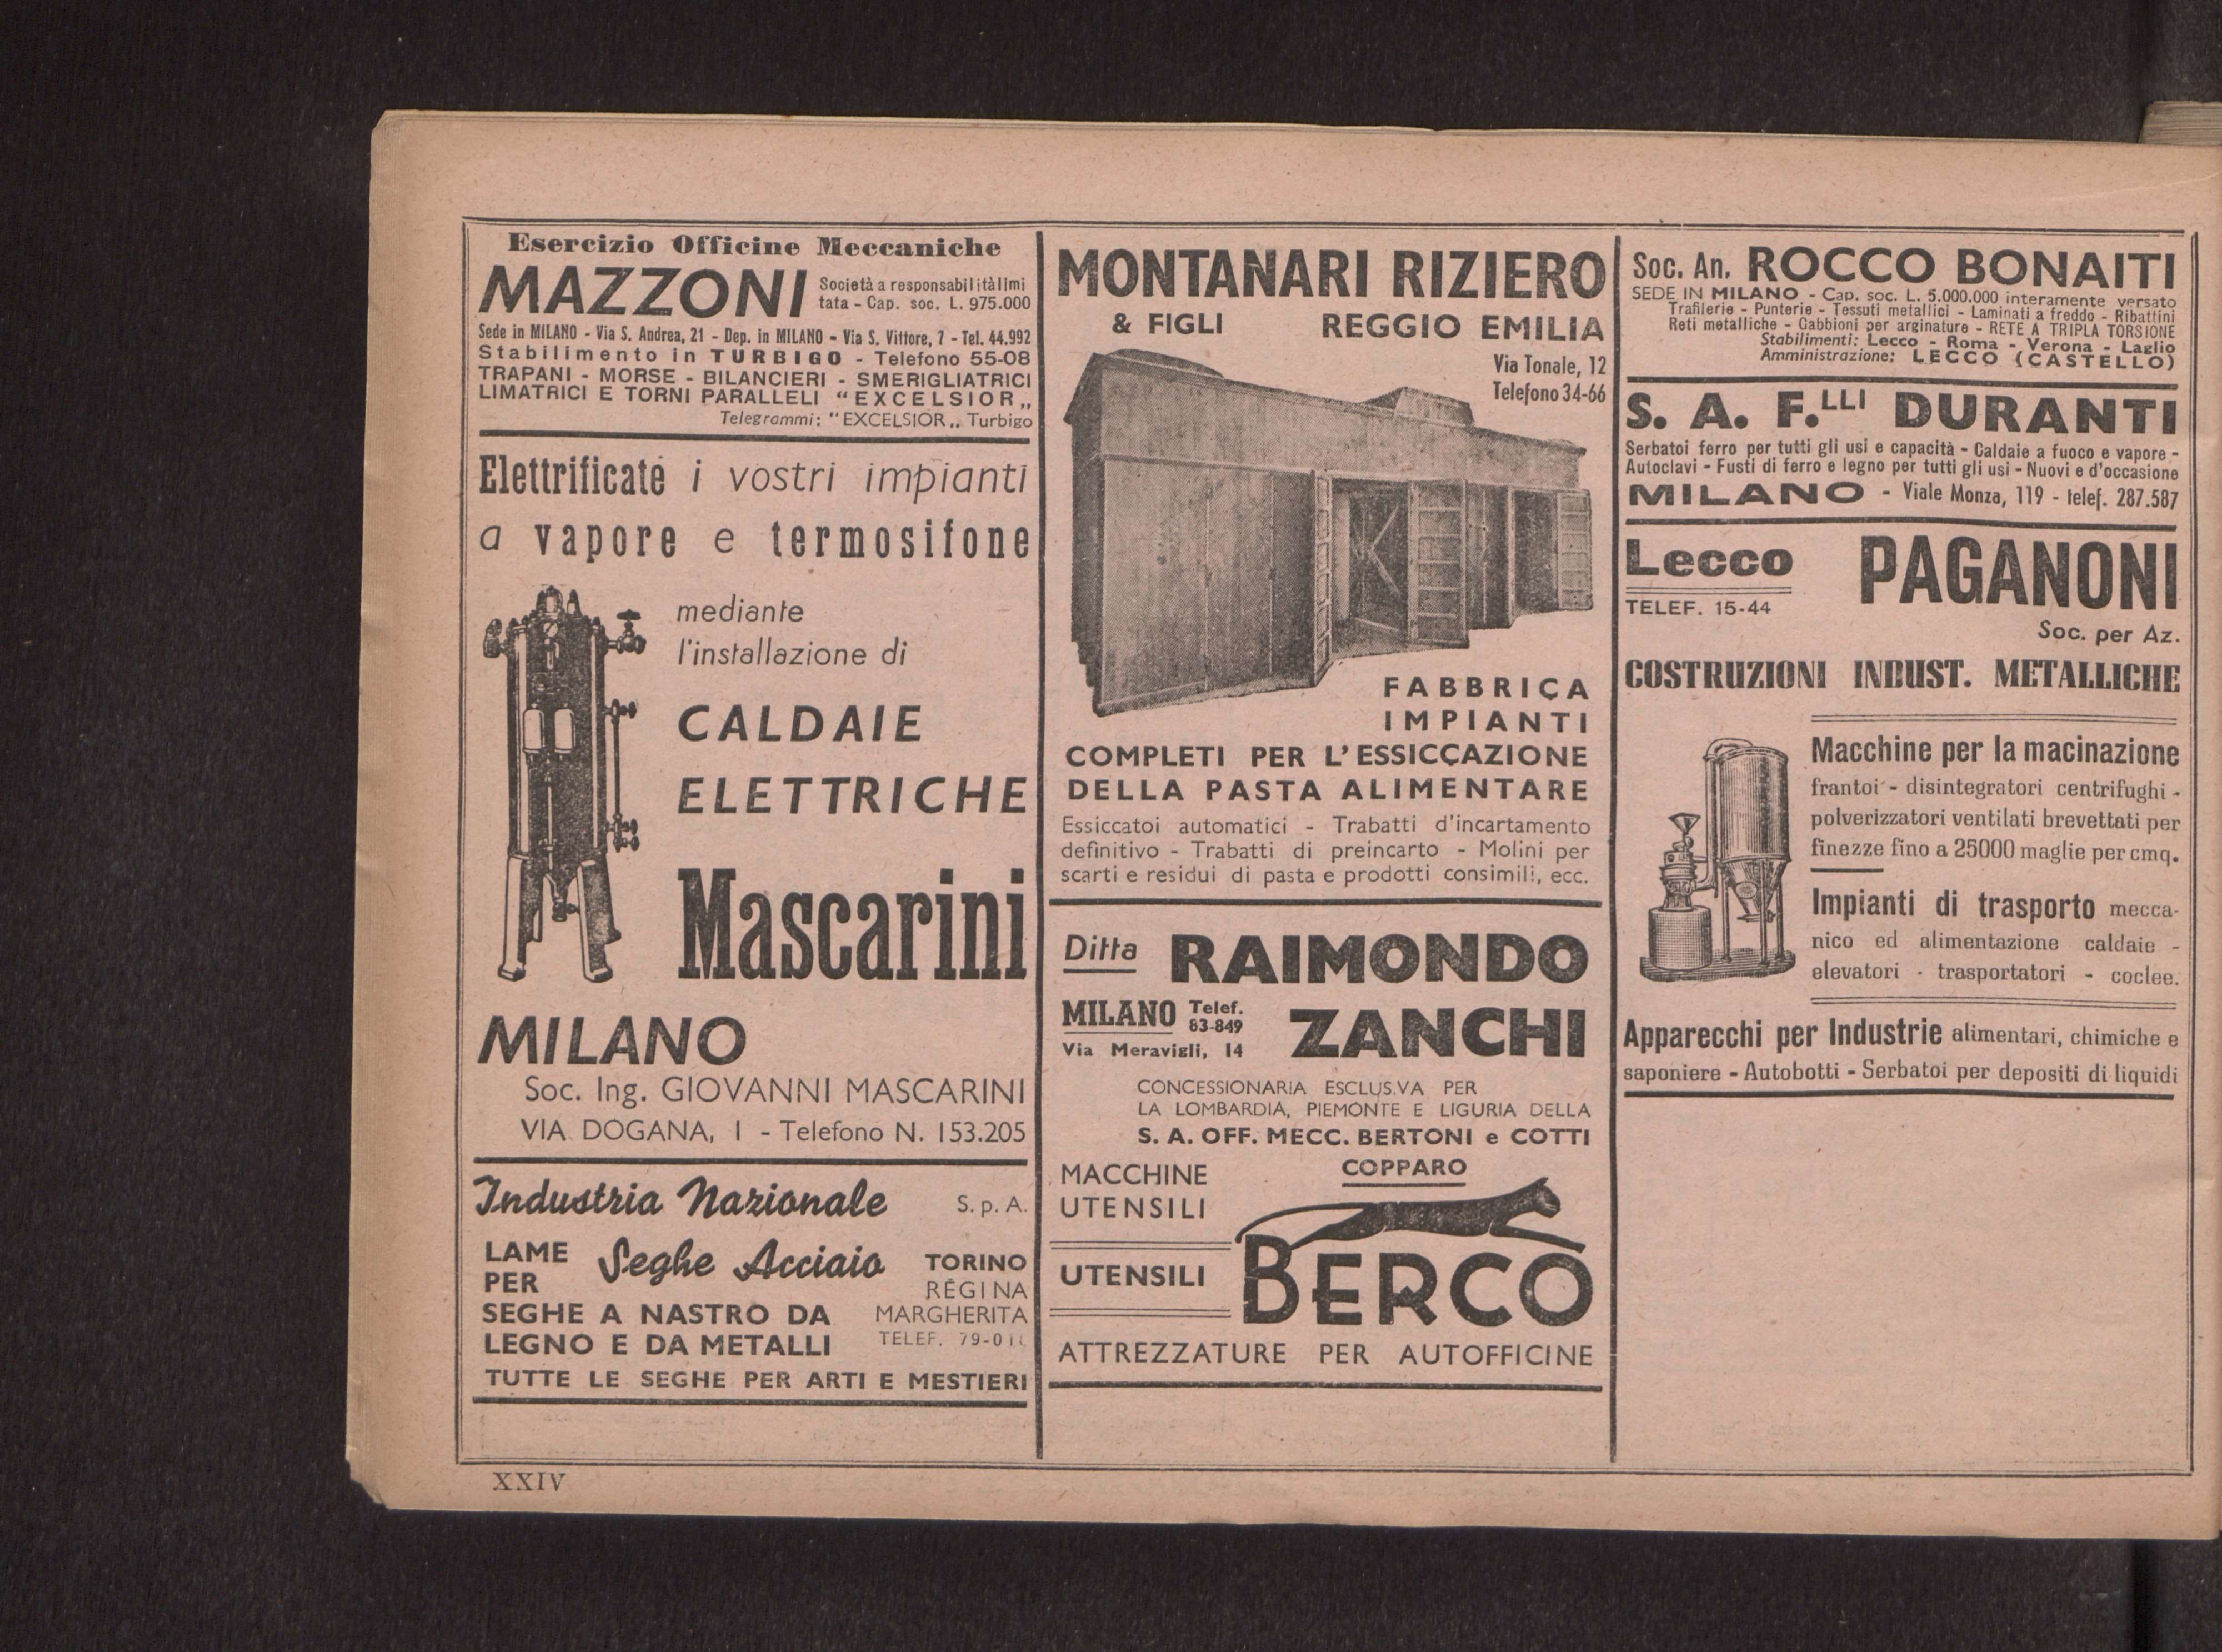 Esercizio Officine Meccaniche
MAZZONI
Società a responsabilitàlimi
tata - Cap. soc. L. 975.000
Sede in MILANO - Via S. Andrea, 21 - Dep. in MILANO - Via S. Vittore, 7 - Tel. 44.992
Stabilimento in TURBIGO - Telefono 55-08
TRAPANI - MORSE - BILANCIERI - SMERIGLIATRICI
LIMATRICI E TORNI PARALLELI "EXCELSIOR„
Telegrammi: "EXCELSIOR„ Turbigo
Elettrificate i vostri impianti
a vapore e termosifone
mediante
l'installazione di
CALDAIE
ELETTRICHE
Mascarini
MILANO
Soc. Ing. GIOVANNI MASCARINI
VIA DOGANA, 1 - Telefono N. 153.205
Industria Nazionale S.p.A.
LAME
PER
Seghe Acciaio
TORINO
REGINA
MARGHERITA
SEGHE A NASTRO DA
LEGNO E DA METALLI
TELEF.
TUTTE LE SEGHE PER ARTI E MESTIERI
MONTANARI RIZIERO
& FIGLI REGGIO EMILIA
Via Tonale, 12
Telefono 34-66
FABBRICA
IMPIANTI
COMPLETI PER L'ESSICCAZIONE
DELLA PASTA ALIMENTARE
Essiccatoi automatici - Trabatti d'incartamento
definitivo - Trabatti di preincarto - Molini per
scarti e residui di pasta e prodotti consimili, ecc.
Ditta RAIMONDO
ZANCHI
MILANO Telef.
83-849
Via Meravigli, 14
CONCESSIONARIA ESCLUS.VA PER
LA LOMBARDIA, PIEMONTE E LIGURIA DELLA
S. A. OFF. MECC. BERTONI e COTTI
COPPARO
MACCHINE
UTENSILI
UTENSILI
BERCO
ATTREZZATURE PER AUTOFFICINE
Soc. An. ROCCO BONAITI
SEDE IN MILANO - Cap. soc. L. 5.000.000 interamente versato
Trafilerie - Punterie - Tessuti metallici - Laminati a freddo - Ribattini
Reti metalliche - Gabbioni per arginature - RETE A TRIPLA TORSIONE
Stabilimenti: Lecco - Roma - Verona - Laglio
Amministrazione: LECCO (CASTELLO)
S. A. F.LLI DURANTI
Serbatoi ferro per tutti gli usi e capacità - Caldaie a fuoco e vapore -
Autoclavi - Fusti di ferro e legno per tutti gli usi - Nuovi e d'occasione
MILANO - Viale Monza, 119 - telef. 287.587
Lecco PAGANONI
TELEF. 15-44
Soc. per Az.
COSTRUZIONI INDUST. METALLICHE
Macchine per la macinazione
frantoi - disintegratori centrifughi -
polverizzatori ventilati brevettati per
finezze fino a 25000 maglie per cmq.
Impianti di trasporto mecca-
nico ed alimentazione caldaie -
elevatori - trasportatori - coclee.
Apparecchi per Industrie alimentari, chimiche e
saponiere - Autobotti - Serbatoi per depositi di liquidi
XXIV